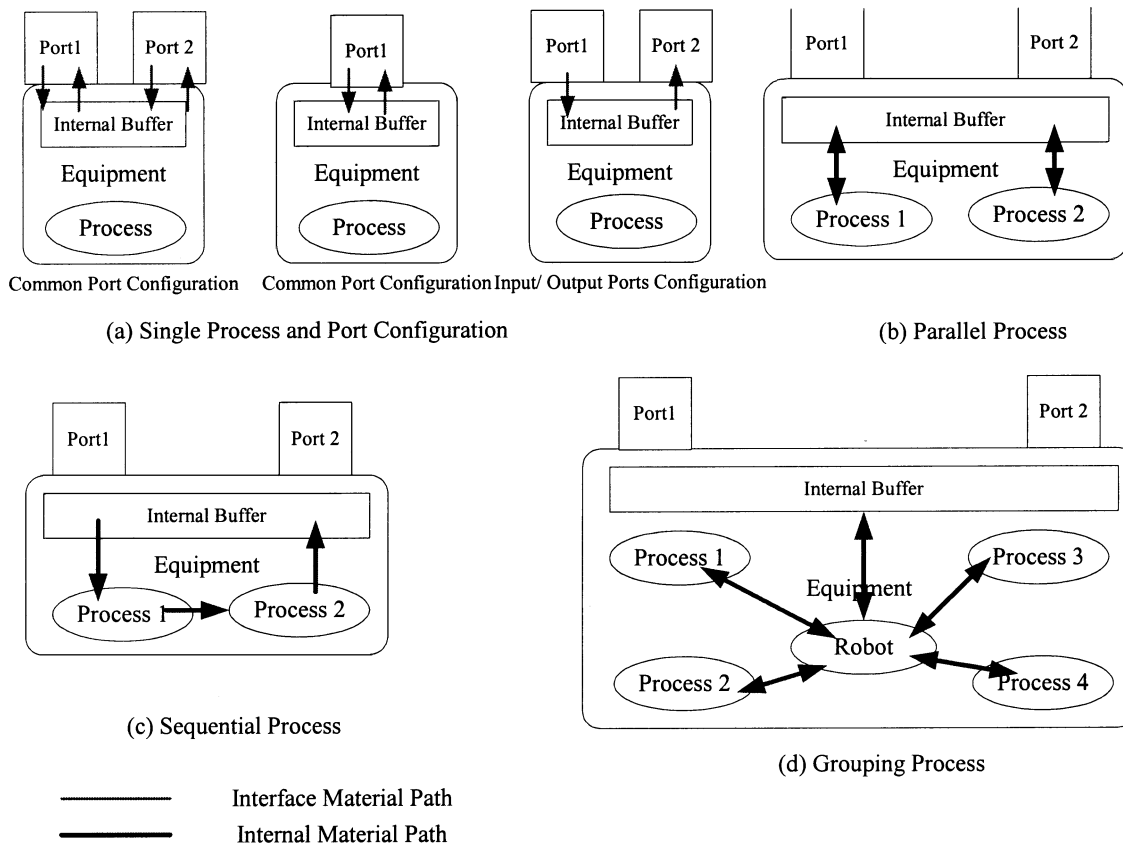 Port1
Port 2
Internal Buffer
Equipment
Process
Common Port Configuration
Port1
Internal Buffer
Equipment
Process
Common Port Configuration
Port1
Port 2
Internal Buffer
Equipment
Process
Input/ Output Ports Configuration
(a) Single Process and Port Configuration
Port1
Port 2
Internal Buffer
Equipment
Process 1
Process 2
(b) Parallel Process
Port1
Port 2
Internal Buffer
Equipment
Process 1
Process 2
(c) Sequential Process
Port1
Port 2
Internal Buffer
Process 1
Process 3
Equipment
Robot
Process 2
Process 4
(d) Grouping Process
Interface Material Path
Internal Material Path